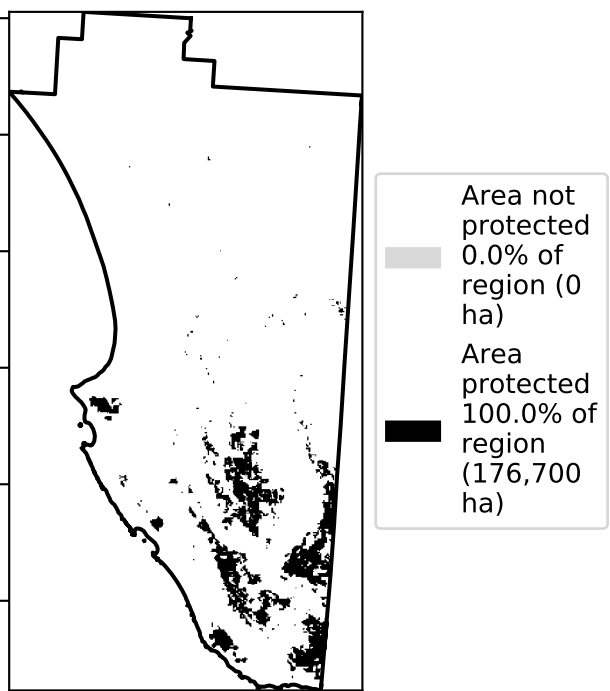 Area not
protected
0.0% of
region (0
ha)
Area
protected
100.0% of
region
(176,700
ha)